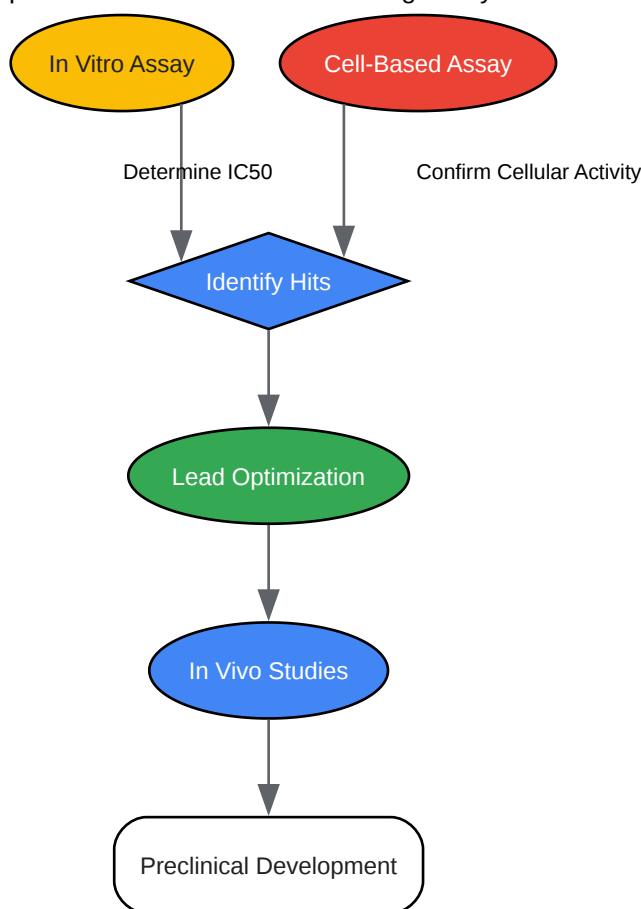 In Vitro Assay
Cell-Based Assay
Determine IC50
Confirm Cellular Activity
Identify Hits
Lead Optimization
In Vivo Studies
Preclinical Development